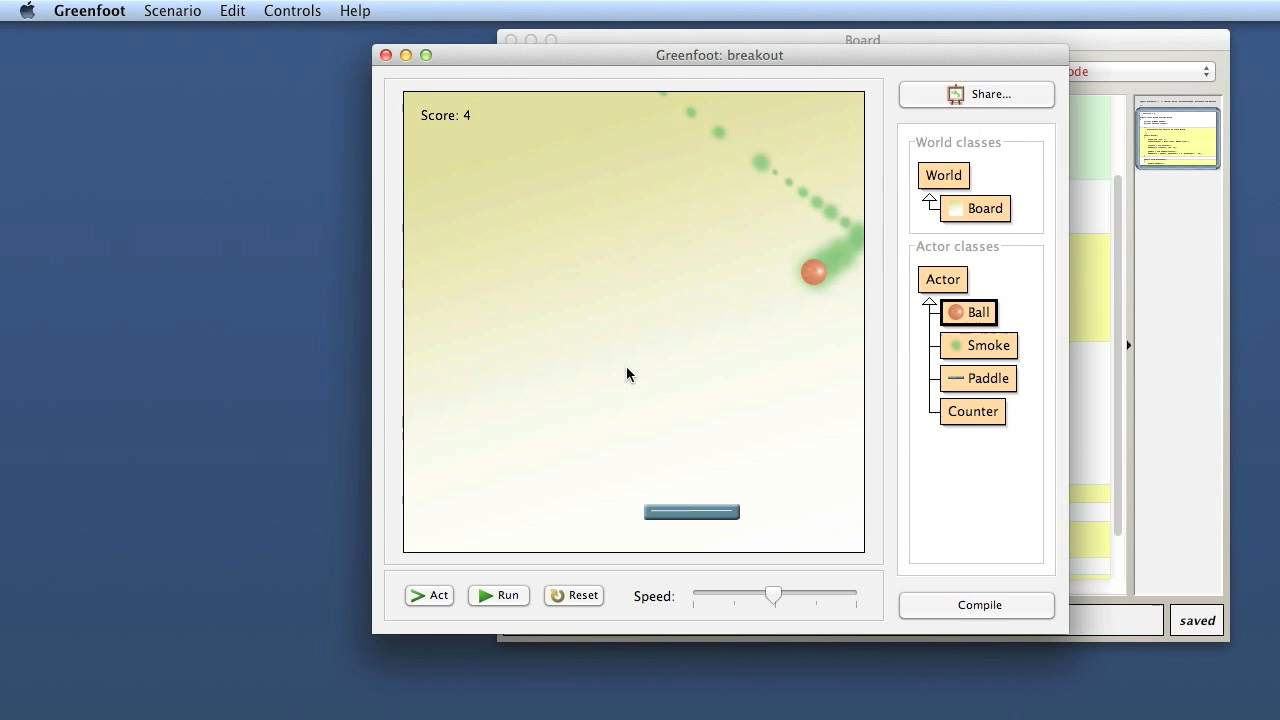 Greenfoot Scenario Edit Controls Help
Board
Greenfoot: breakout
ode
Share...
Score: 4
World classes
World
Board
Actor classes
Actor
Ball
Smoke
Paddle
Counter
Act Run Reset Speed:
Compile
saved